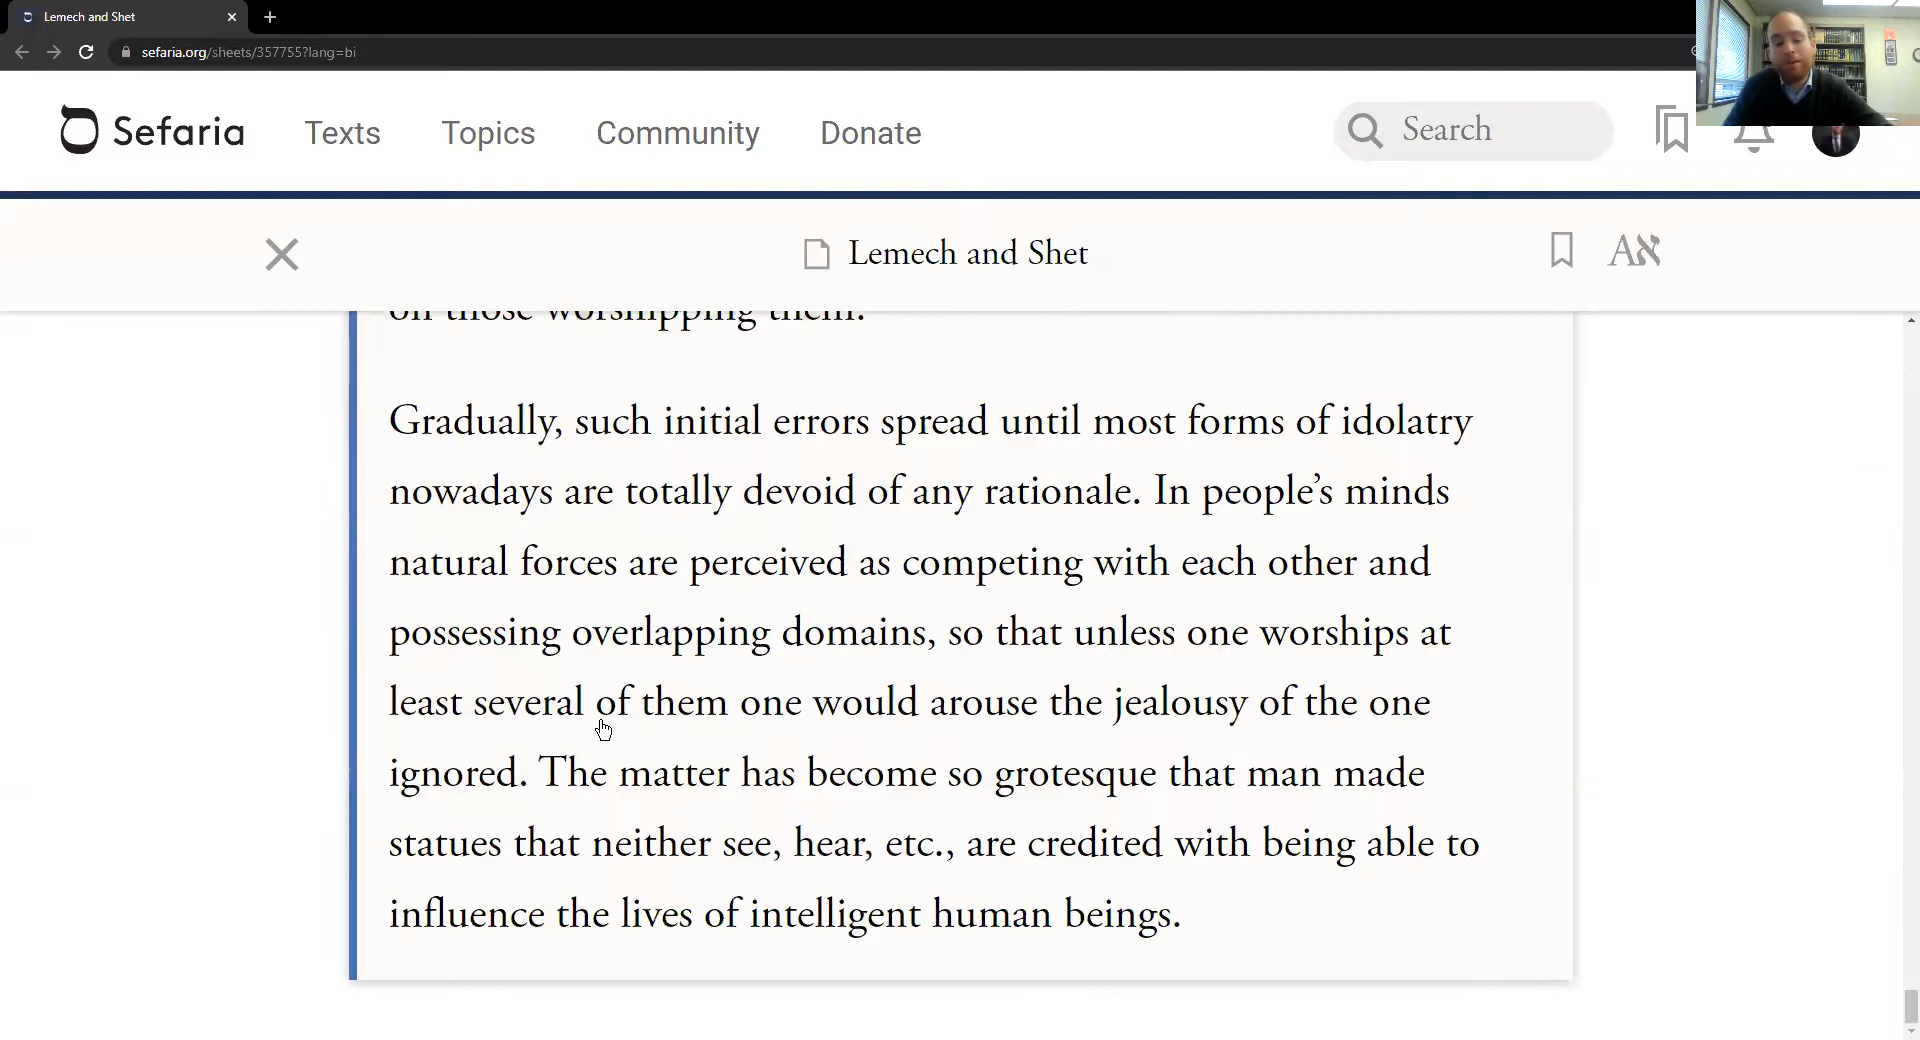 Lemech and Shet
sefaria.org/sheets/357755?lang=bi
Sefaria
Texts
Topics
Community
Donate
Search
Lemech and Shet
Aא
on those worshipping them.
Gradually, such initial errors spread until most forms of idolatry
nowadays are totally devoid of any rationale. In people’s minds
natural forces are perceived as competing with each other and
possessing overlapping domains, so that unless one worships at
least several of them one would arouse the jealousy of the one
ignored. The matter has become so grotesque that man made
statues that neither see, hear, etc., are credited with being able to
influence the lives of intelligent human beings.